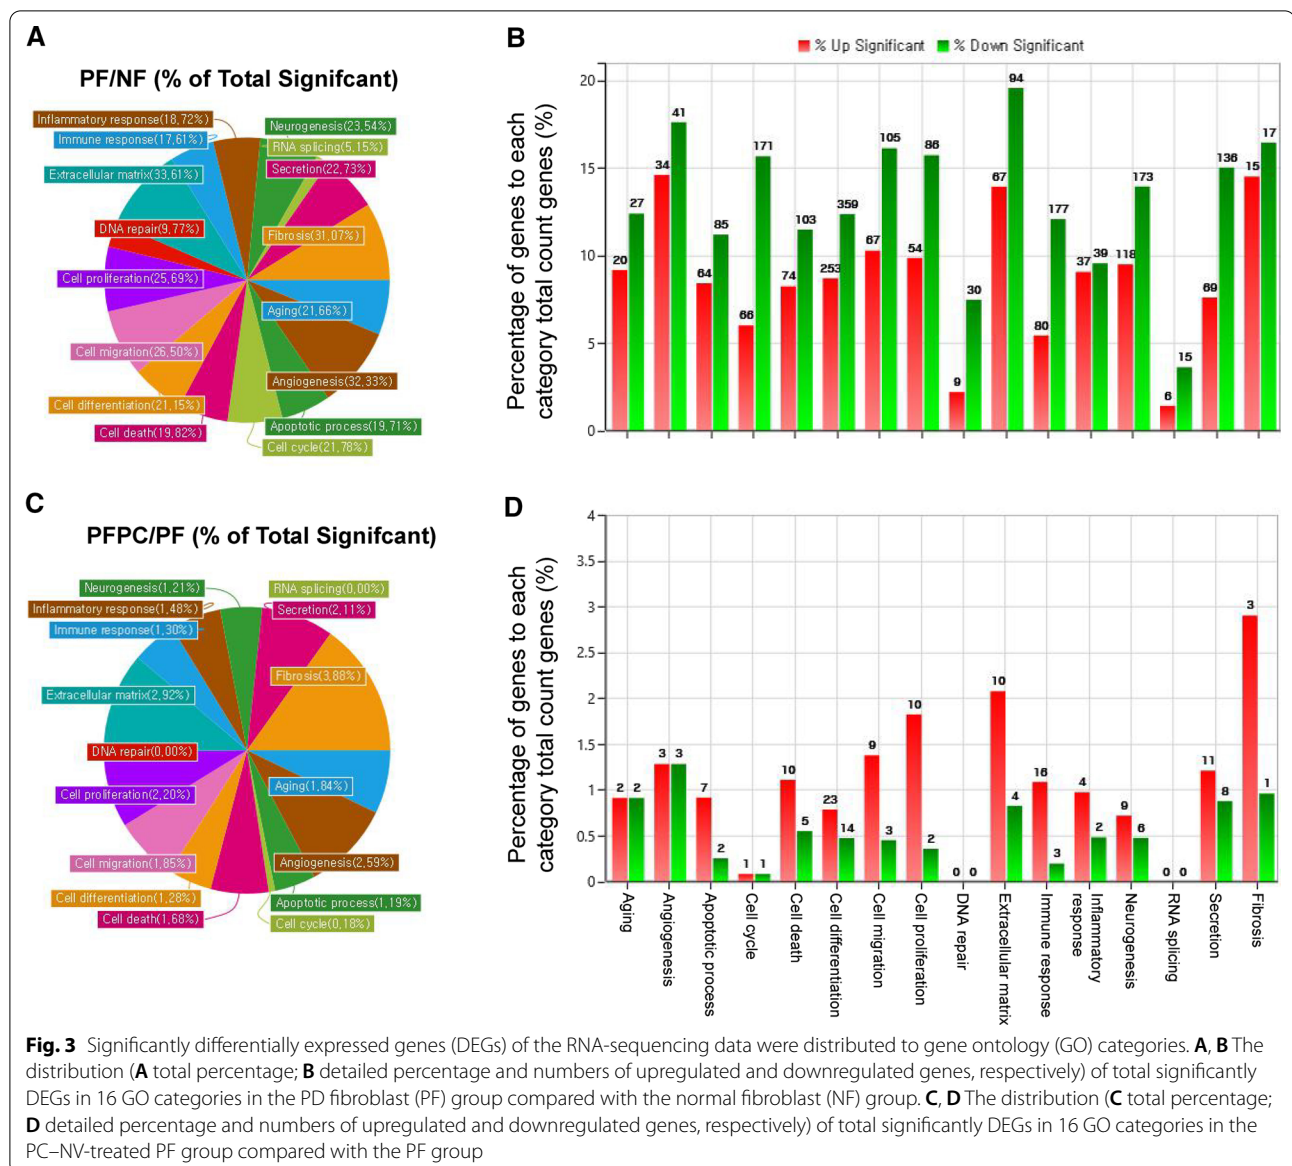 A
PF/NF (% of Total Signifcant)
Inflammatory response(18,72%)
Immune response(17,61%)
Extracellular matrix(33,61%)
DNA repair(9,77%)
Cell proliferation(25,69%)
Cell migration(26,50%)
Cell differentiation(21,15%)
Cell death(19,82%)
Neurogenesis(23,54%)
RNA splicing(5,15%)
Secretion(22,73%)
Fibrosis(31,07%)
Aging(21,66%)
Angiogenesis(32,33%)
Apoptotic process(19,71%)
Cell cycle(21,78%)
B
% Up Significant % Down Significant
Percentage of genes to each
category total count genes (%)
20
15
10
5
0
20 27 34 41 64 85 66 171 74 103 253 359 67 105 54 86 9 30 67 94 80 177 37 39 118 173 6 15 69 136 15 17
C
PFPC/PF (% of Total Signifcant)
Neurogenesis(1,21%)
Inflammatory response(1,48%)
Immune response(1,30%)
Extracellular matrix(2,92%)
DNA repair(0,00%)
Cell proliferation(2,20%)
Cell migration(1,85%)
Cell differentiation(1,28%)
Cell death(1,68%)
RNA splicing(0,00%)
Secretion(2,11%)
Fibrosis(3,88%)
Aging(1,84%)
Angiogenesis(2,59%)
Apoptotic process(1,19%)
Cell cycle(0,18%)
D
Percentage of genes to each
category total count genes (%)
4
3.5
3
2.5
2
1.5
1
0.5
0
2 2 3 3 7 2 1 1 10 5 23 14 9 3 10 2 0 0 10 4 16 3 4 2 9 6 0 0 11 8 3 1
Aging
Angiogenesis
Apoptotic process
Cell cycle
Cell death
Cell differentiation
Cell migration
Cell proliferation
DNA repair
Extracellular matrix
Immune response
Inflammatory
response
Neurogenesis
RNA splicing
Secretion
Fibrosis
Fig. 3 Significantly differentially expressed genes (DEGs) of the RNA-sequencing data were distributed to gene ontology (GO) categories. A, B The
distribution (A total percentage; B detailed percentage and numbers of upregulated and downregulated genes, respectively) of total significantly
DEGs in 16 GO categories in the PD fibroblast (PF) group compared with the normal fibroblast (NF) group. C, D The distribution (C total percentage;
D detailed percentage and numbers of upregulated and downregulated genes, respectively) of total significantly DEGs in 16 GO categories in the
PC–NV-treated PF group compared with the PF group